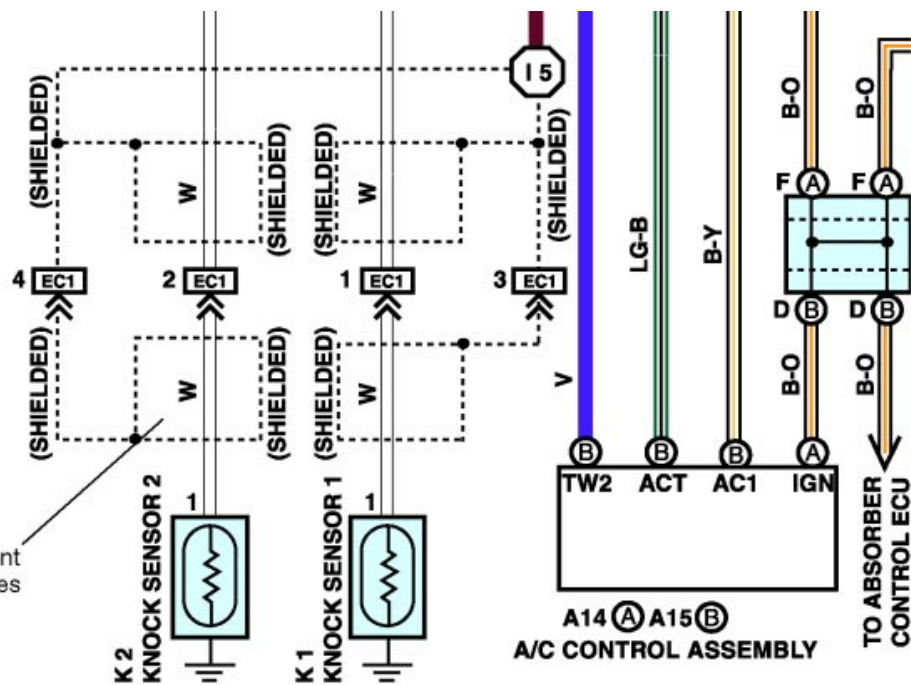 I 5
(SHIELDED)
W
(SHIELDED)
(SHIELDED)
W
(SHIELDED)
B-O
B-O
F A
F A
LG-B
B-Y
V
4 EC1
2 EC1
1 EC1
3 EC1
D B
D B
(SHIELDED)
W
(SHIELDED)
(SHIELDED)
W
B-O
B-O
B
B
B
A
TW2
ACT
AC1
IGN
1
1
nt
es
K 2
KNOCK SENSOR 2
K 1
KNOCK SENSOR 1
A14 A A15 B
A/C CONTROL ASSEMBLY
TO ABSORBER
CONTROL ECU